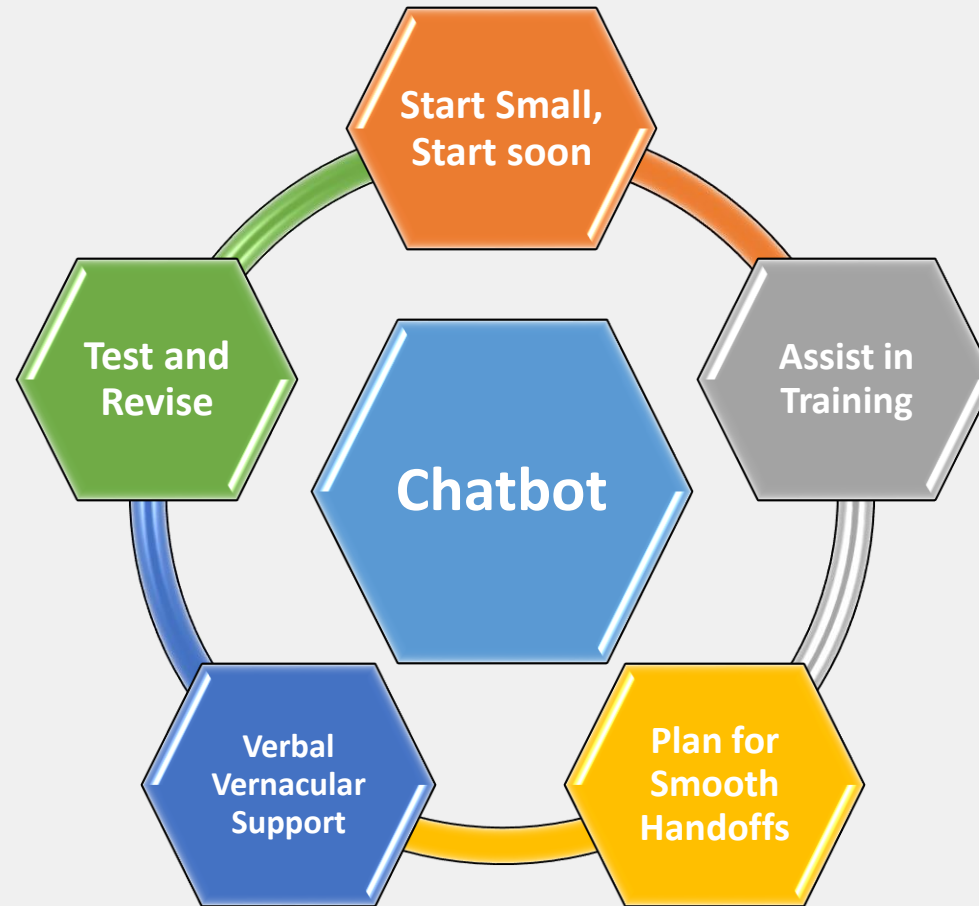 Start Small,
Start soon
Test and
Revise
Assist in
Training
Chatbot
Verbal
Vernacular
Support
Plan for
Smooth
Handoffs